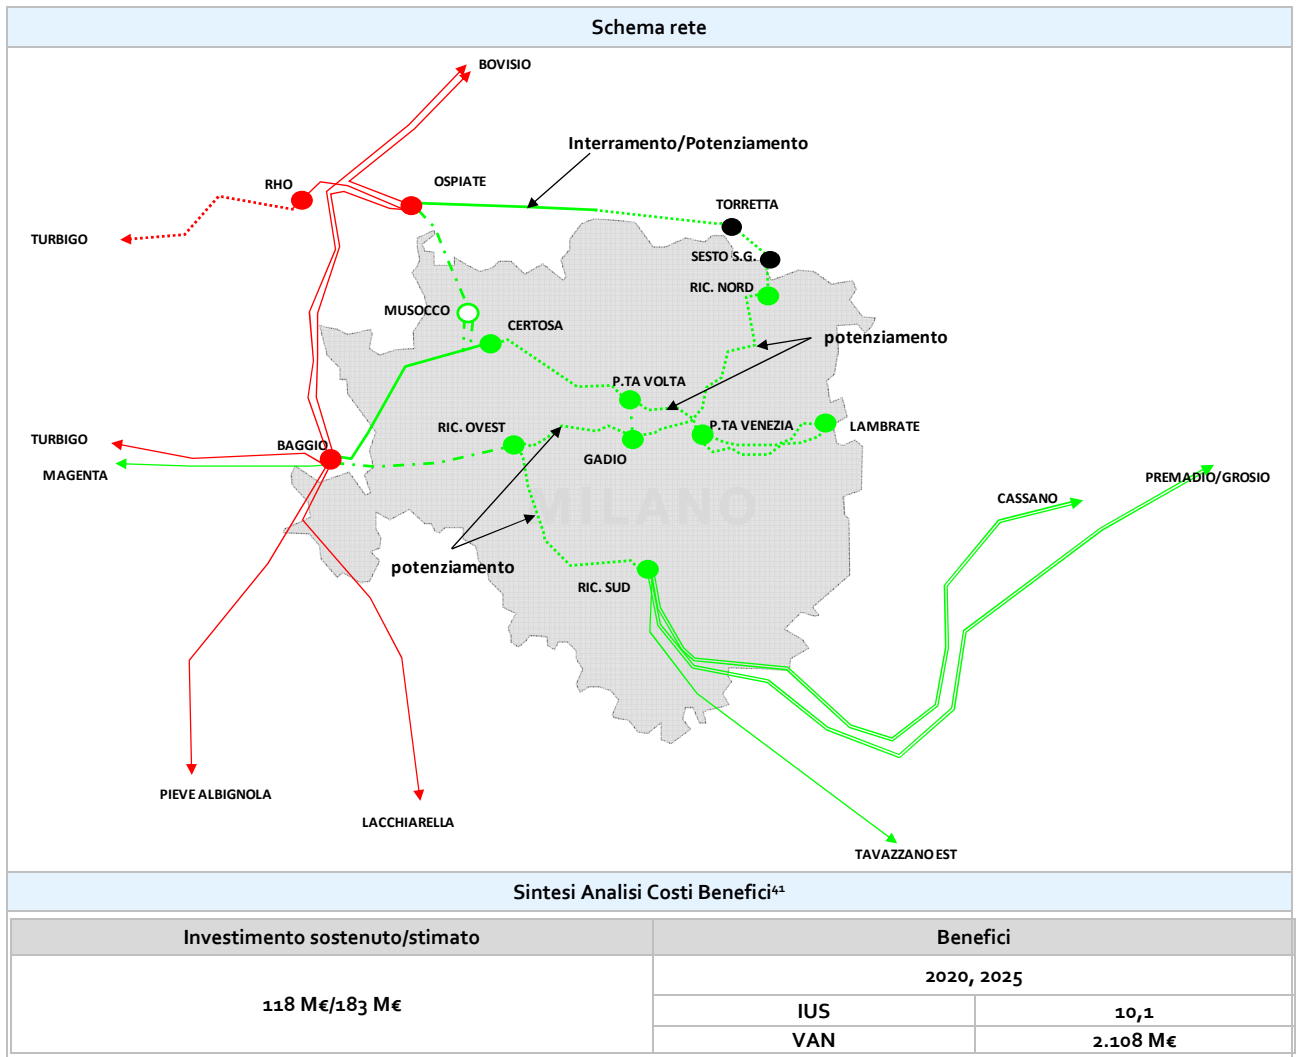 Schema rete
BOVISIO
Interramento/Potenziamento
RHO
OSPIATE
TORRETTA
TURBIGO
SESTO S.G.
RIC. NORD
MUSOCCO
CERTOSA
potenziamento
P.TA VOLTA
RIC. OVEST
P.TA VENEZIA
LAMBRATE
TURBIGO
BAGGIO
GADIO
MAGENTA
PREMADIO/GROSIO
CASSANO
MILANO
potenziamento
RIC. SUD
PIEVE ALBIGNOLA
LACCHIARELLA
TAVAZZANO EST
Sintesi Analisi Costi Benefici⁴¹
Investimento sostenuto/stimato
Benefici
118 M€/183 M€
2020, 2025
IUS
10,1
VAN
2.108 M€